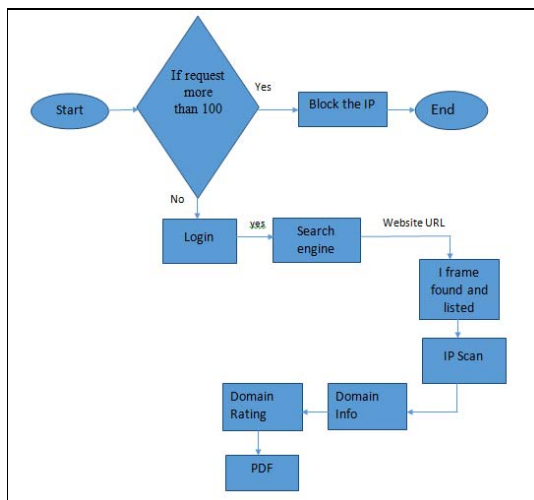 If request
more
than 100
Yes
Start
Block the IP
End
No
Login
yes
Search
engine
Website URL
I frame
found and
listed
IP Scan
Domain
Rating
Domain
Info
PDF